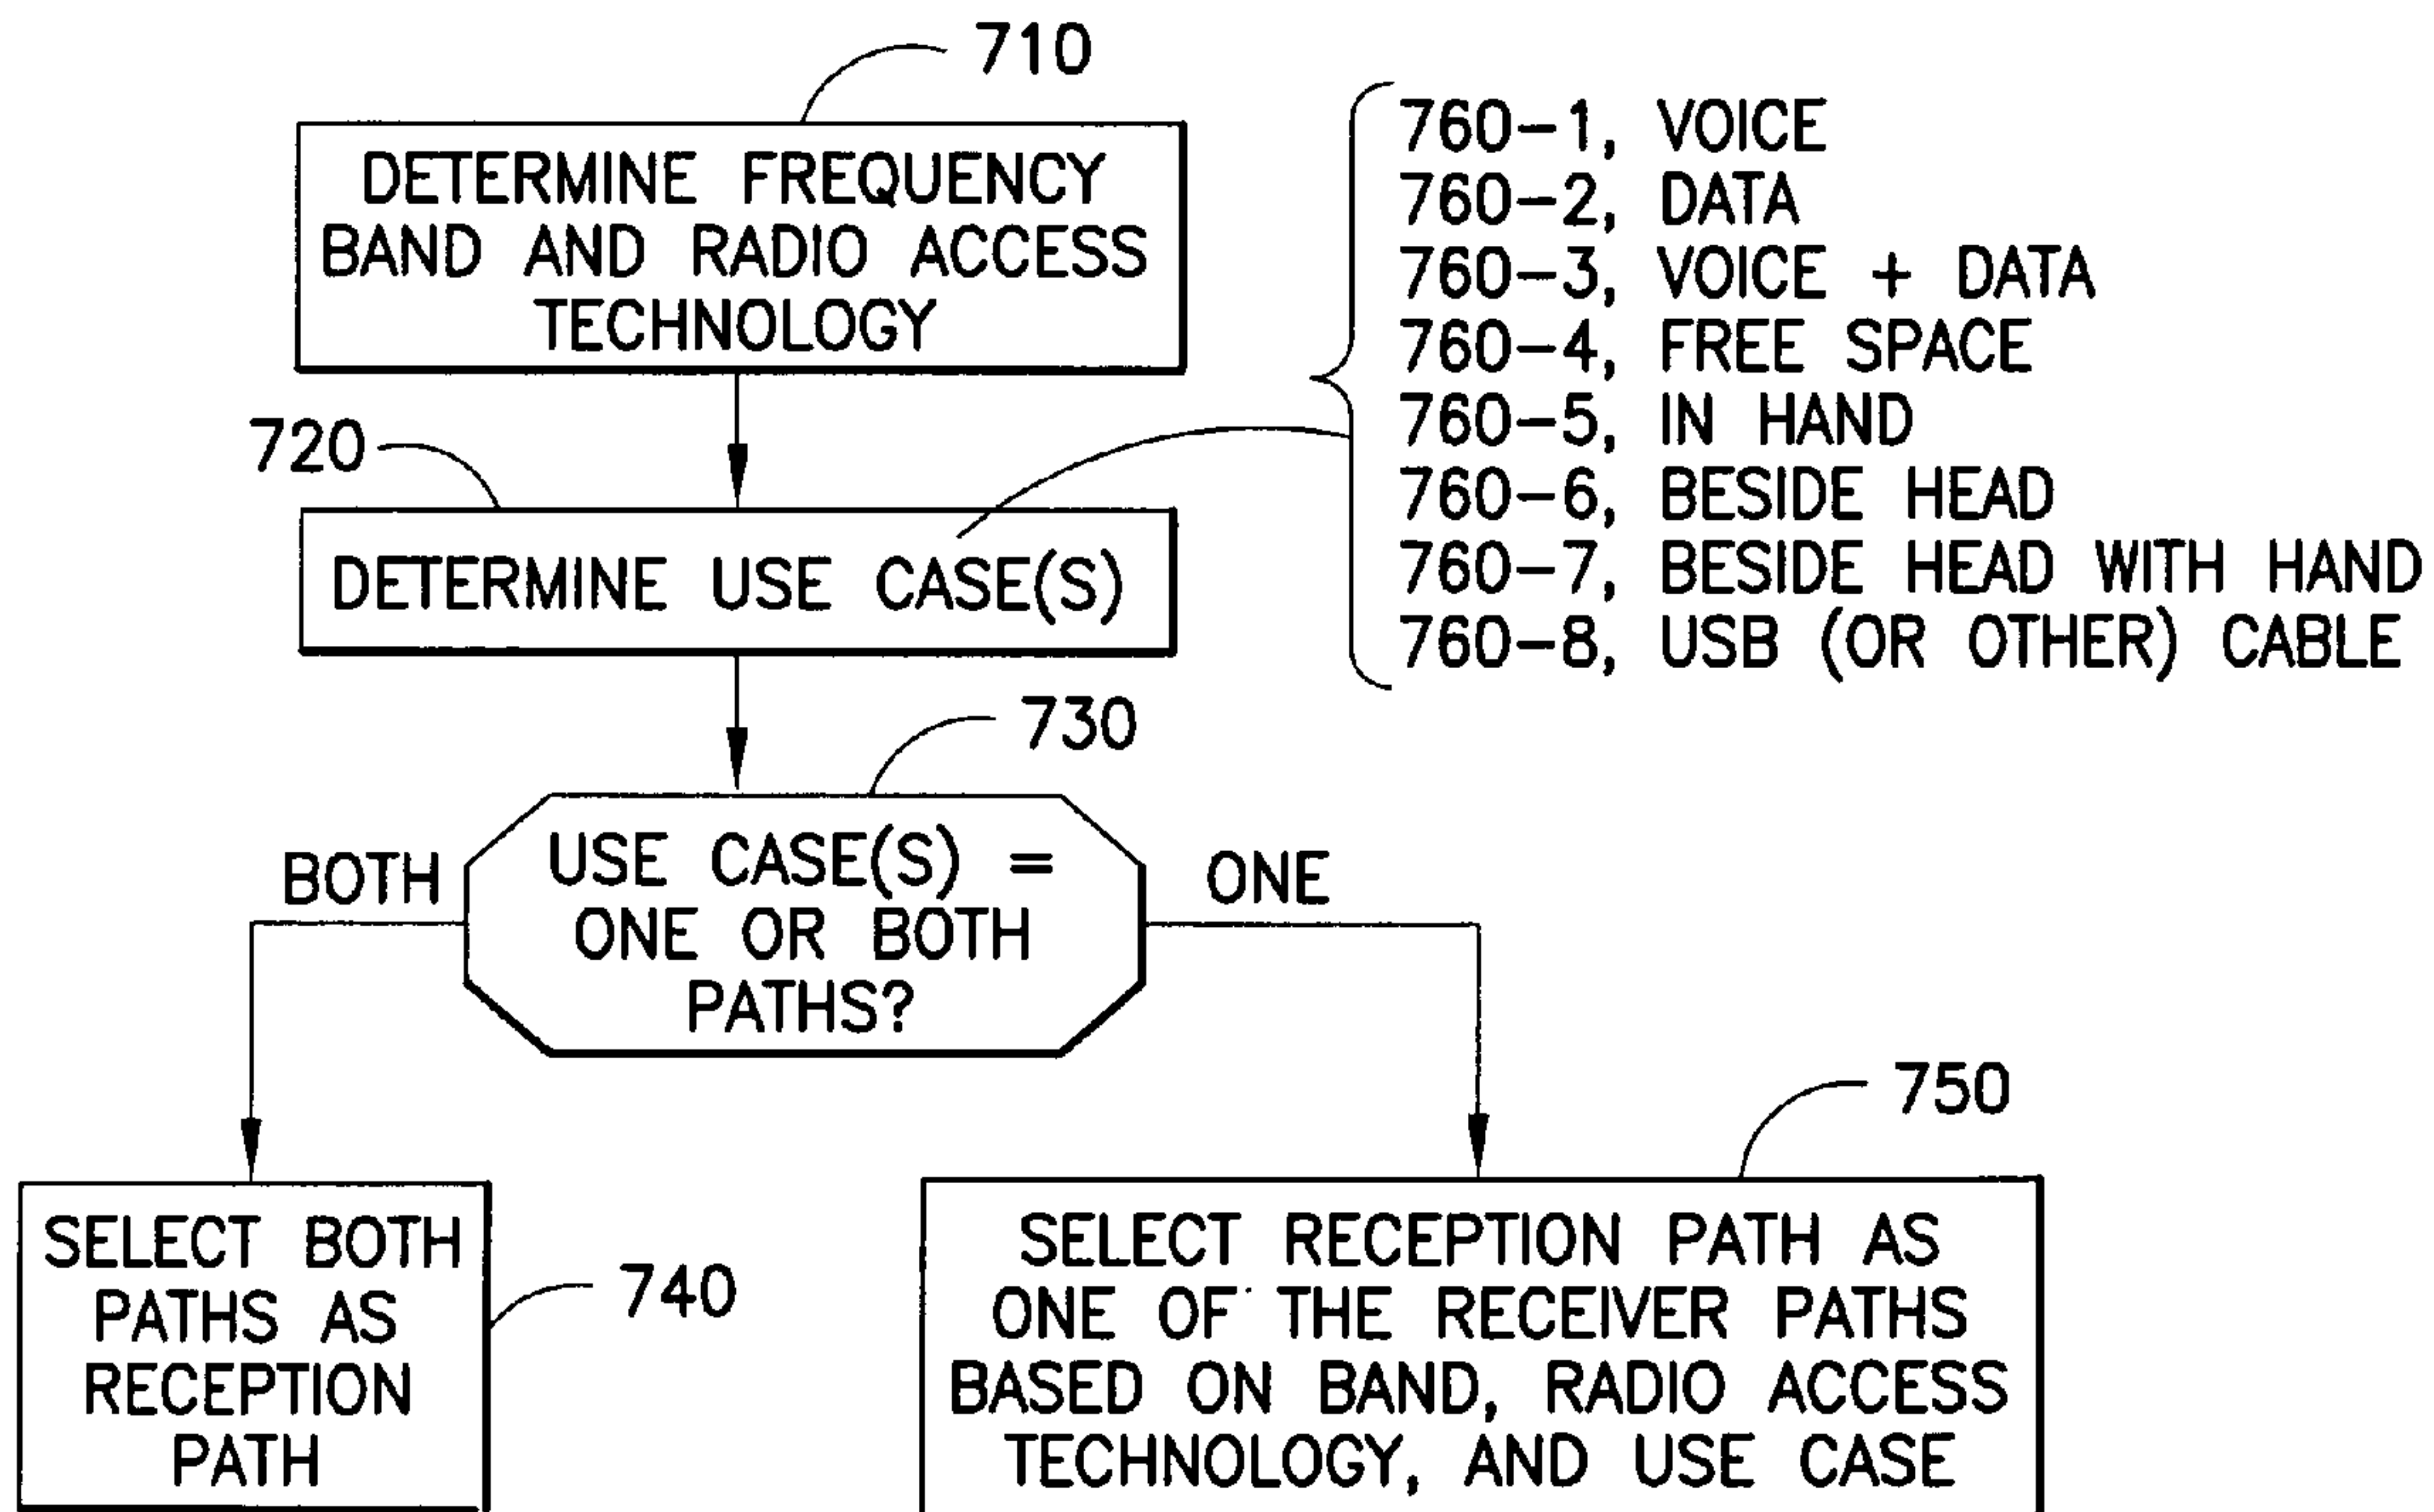 710
DETERMINE FREQUENCY
BAND AND RADIO ACCESS
TECHNOLOGY
760-1, VOICE
760-2, DATA
760-3, VOICE + DATA
760-4, FREE SPACE
760-5, IN HAND
760-6, BESIDE HEAD
760-7, BESIDE HEAD WITH HAND
760-8, USB (OR OTHER) CABLE
720
DETERMINE USE CASE(S)
730
USE CASE(S) =
ONE OR BOTH
PATHS?
BOTH
ONE
SELECT BOTH
PATHS AS
RECEPTION
PATH
740
750
SELECT RECEPTION PATH AS
ONE OF THE RECEIVER PATHS
BASED ON BAND, RADIO ACCESS
TECHNOLOGY, AND USE CASE